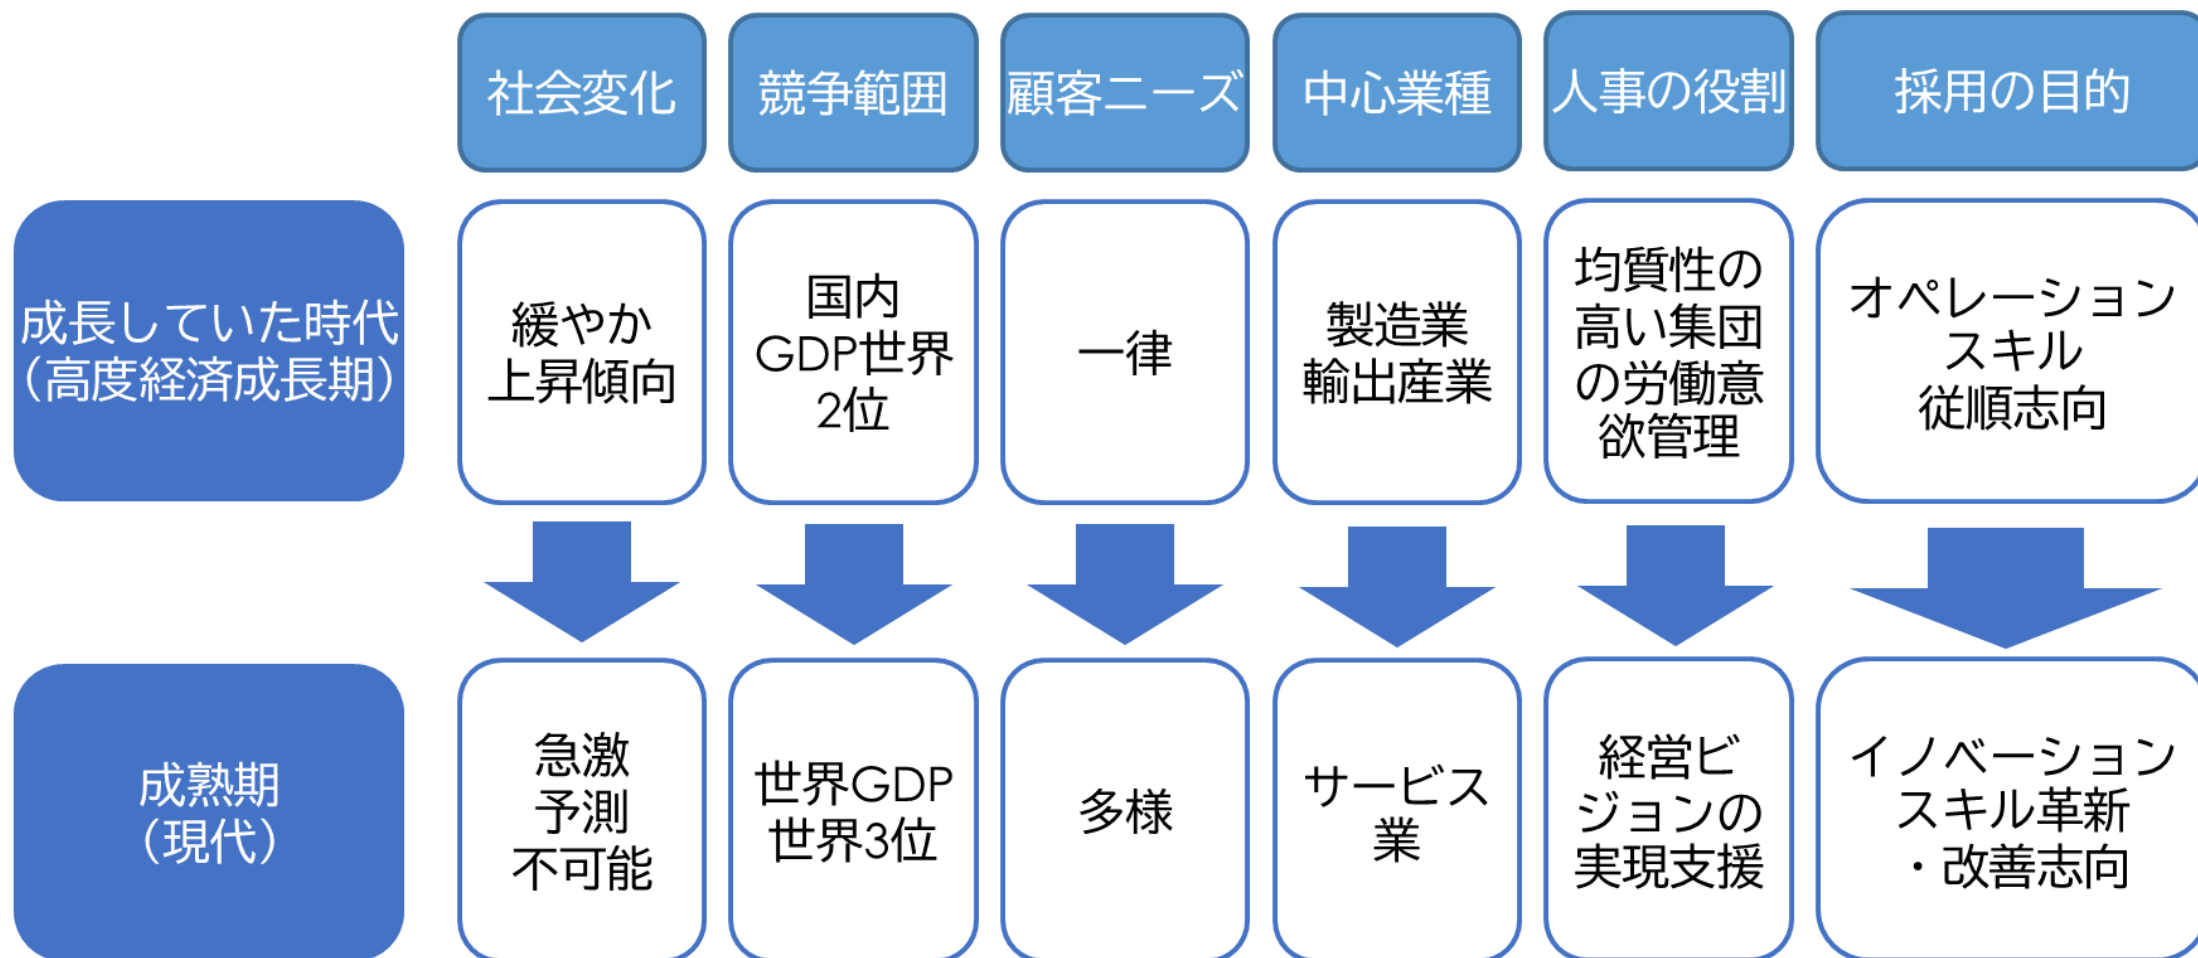 社会変化
競争範囲
顧客ニーズ
中心業種
人事の役割
採用の目的
成長していた時代
（高度経済成長期）
緩やか
上昇傾向
国内
GDP世界
2位
一律
製造業
輸出産業
均質性の
高い集団
の労働意
欲管理
オペレーション
スキル
従順志向
成熟期
（現代）
急激
予測
不可能
世界GDP
世界3位
多様
サービス
業
経営ビ
ジョンの
実現支援
イノベーション
スキル革新
・改善志向